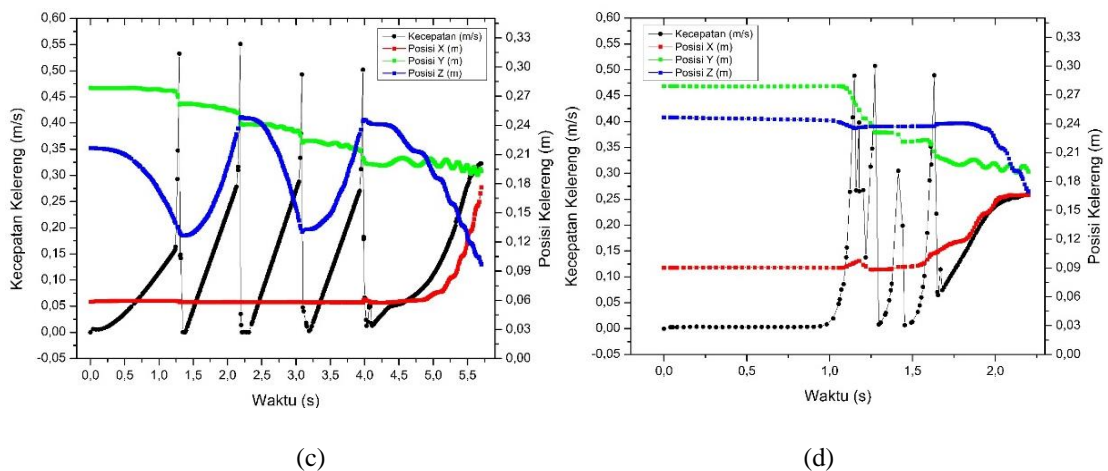 0,60
0,55
0,50
0,45
0,40
0,35
0,30
0,25
0,20
0,15
0,10
0,05
0,00
-0,05
Kecepatan Kelereng (m/s)
Kecepatan (m/s)
Posisi X (m)
Posisi Y (m)
Posisi Z (m)
0,33
0,30
0,27
0,24
0,21
0,18
0,15
0,12
0,09
0,06
0,03
0,00
Posisi Kelereng (m)
0,0 0,5 1,0 1,5 2,0 2,5 3,0 3,5 4,0 4,5 5,0 5,5
Waktu (s)
(c)
0,60
0,55
0,50
0,45
0,40
0,35
0,30
0,25
0,20
0,15
0,10
0,05
0,00
-0,05
Kecepatan Kelereng (m/s)
Kecepatan (m/s)
Posisi X (m)
Posisi Y (m)
Posisi Z (m)
0,33
0,30
0,27
0,24
0,21
0,18
0,15
0,12
0,09
0,06
0,03
0,00
Posisi Kelereng (m)
0,0 0,5 1,0 1,5 2,0
Waktu (s)
(d)